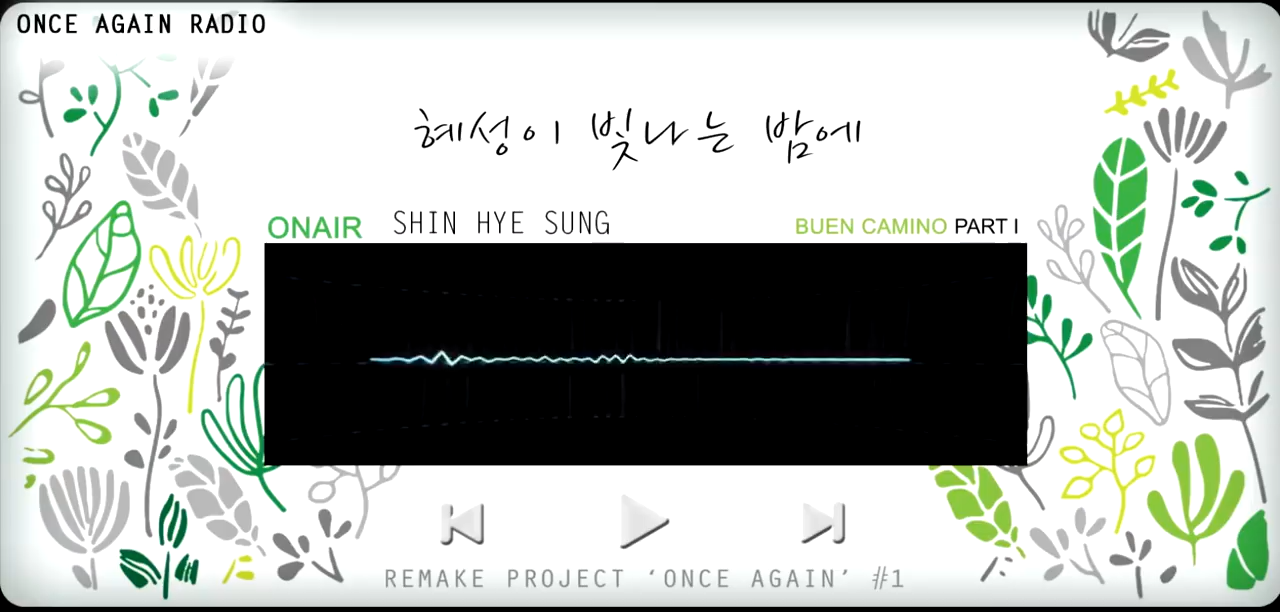 ONCE AGAIN RADIO
혜성이 빛나는 밤에
ONAIR SHIN HYE SUNG BUEN CAMINO PART I
REMAKE PROJECT ‘ONCE AGAIN’ #1